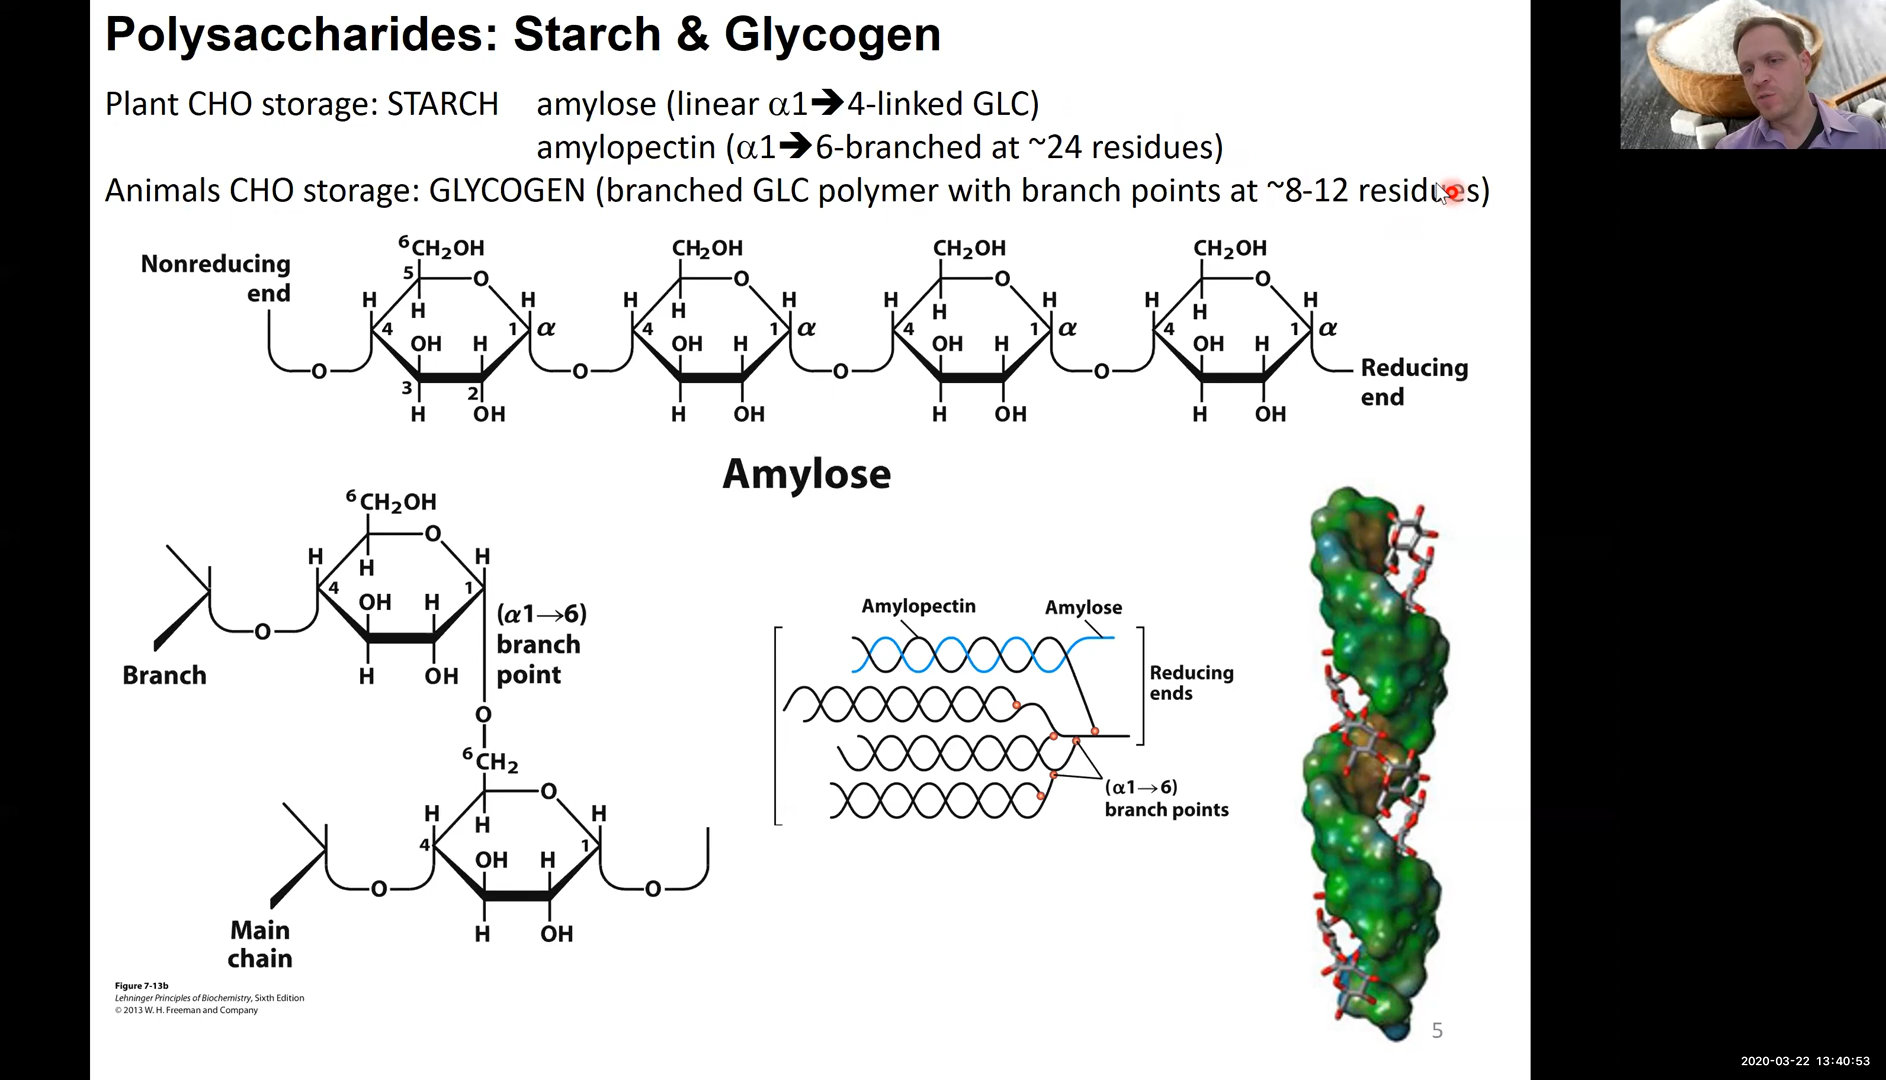 Polysaccharides: Starch & Glycogen
Plant CHO storage: STARCH amylose (linear α1➔4-linked GLC)
amylopectin (α1➔6-branched at ~24 residues)
Animals CHO storage: GLYCOGEN (branched GLC polymer with branch points at ~8-12 residues)
Nonreducing
end
6CH2OH CH2OH CH2OH CH2OH
5 O O O O
H H H H H H H H
H H H H
4 1 α 4 1 α 4 1 α 4 1 α
OH H OH H OH H OH H
O O O O
Reducing
end
3 2
H OH H OH H OH H OH
Amylose
6CH2OH
O
H H
H
4 1
OH H
(α1→6)
branch
point
O
Branch
H OH
O
6CH2
O
H H
H
4 1
OH H
O O
Main
chain
H OH
Amylopectin Amylose
Reducing
ends
(α1→6)
branch points
Figure 7-13b
Lehninger Principles of Biochemistry, Sixth Edition
© 2013 W. H. Freeman and Company
5
2020-03-22 13:40:53